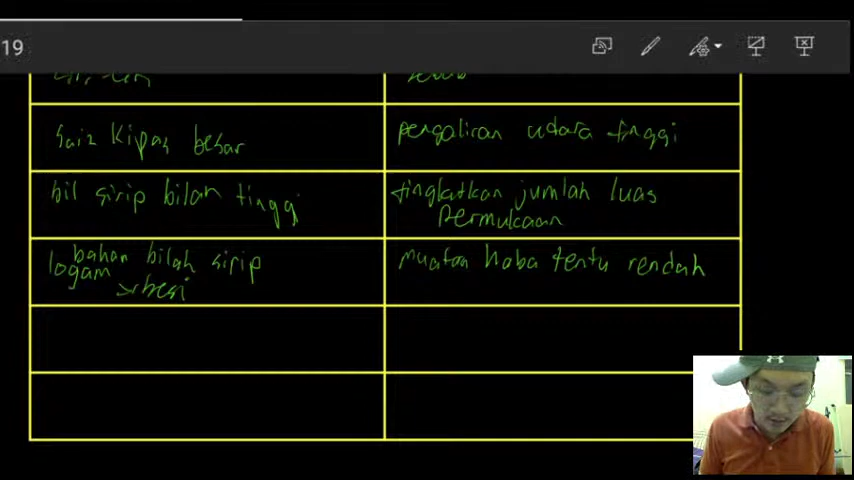 19
saiz kipas besar
pengaliran udara tinggi
bil sirip bilah tinggi
tingkatkan jumlah luas
permukaan
bahan bilah sirip
logam
besi
muatan haba tentu rendah